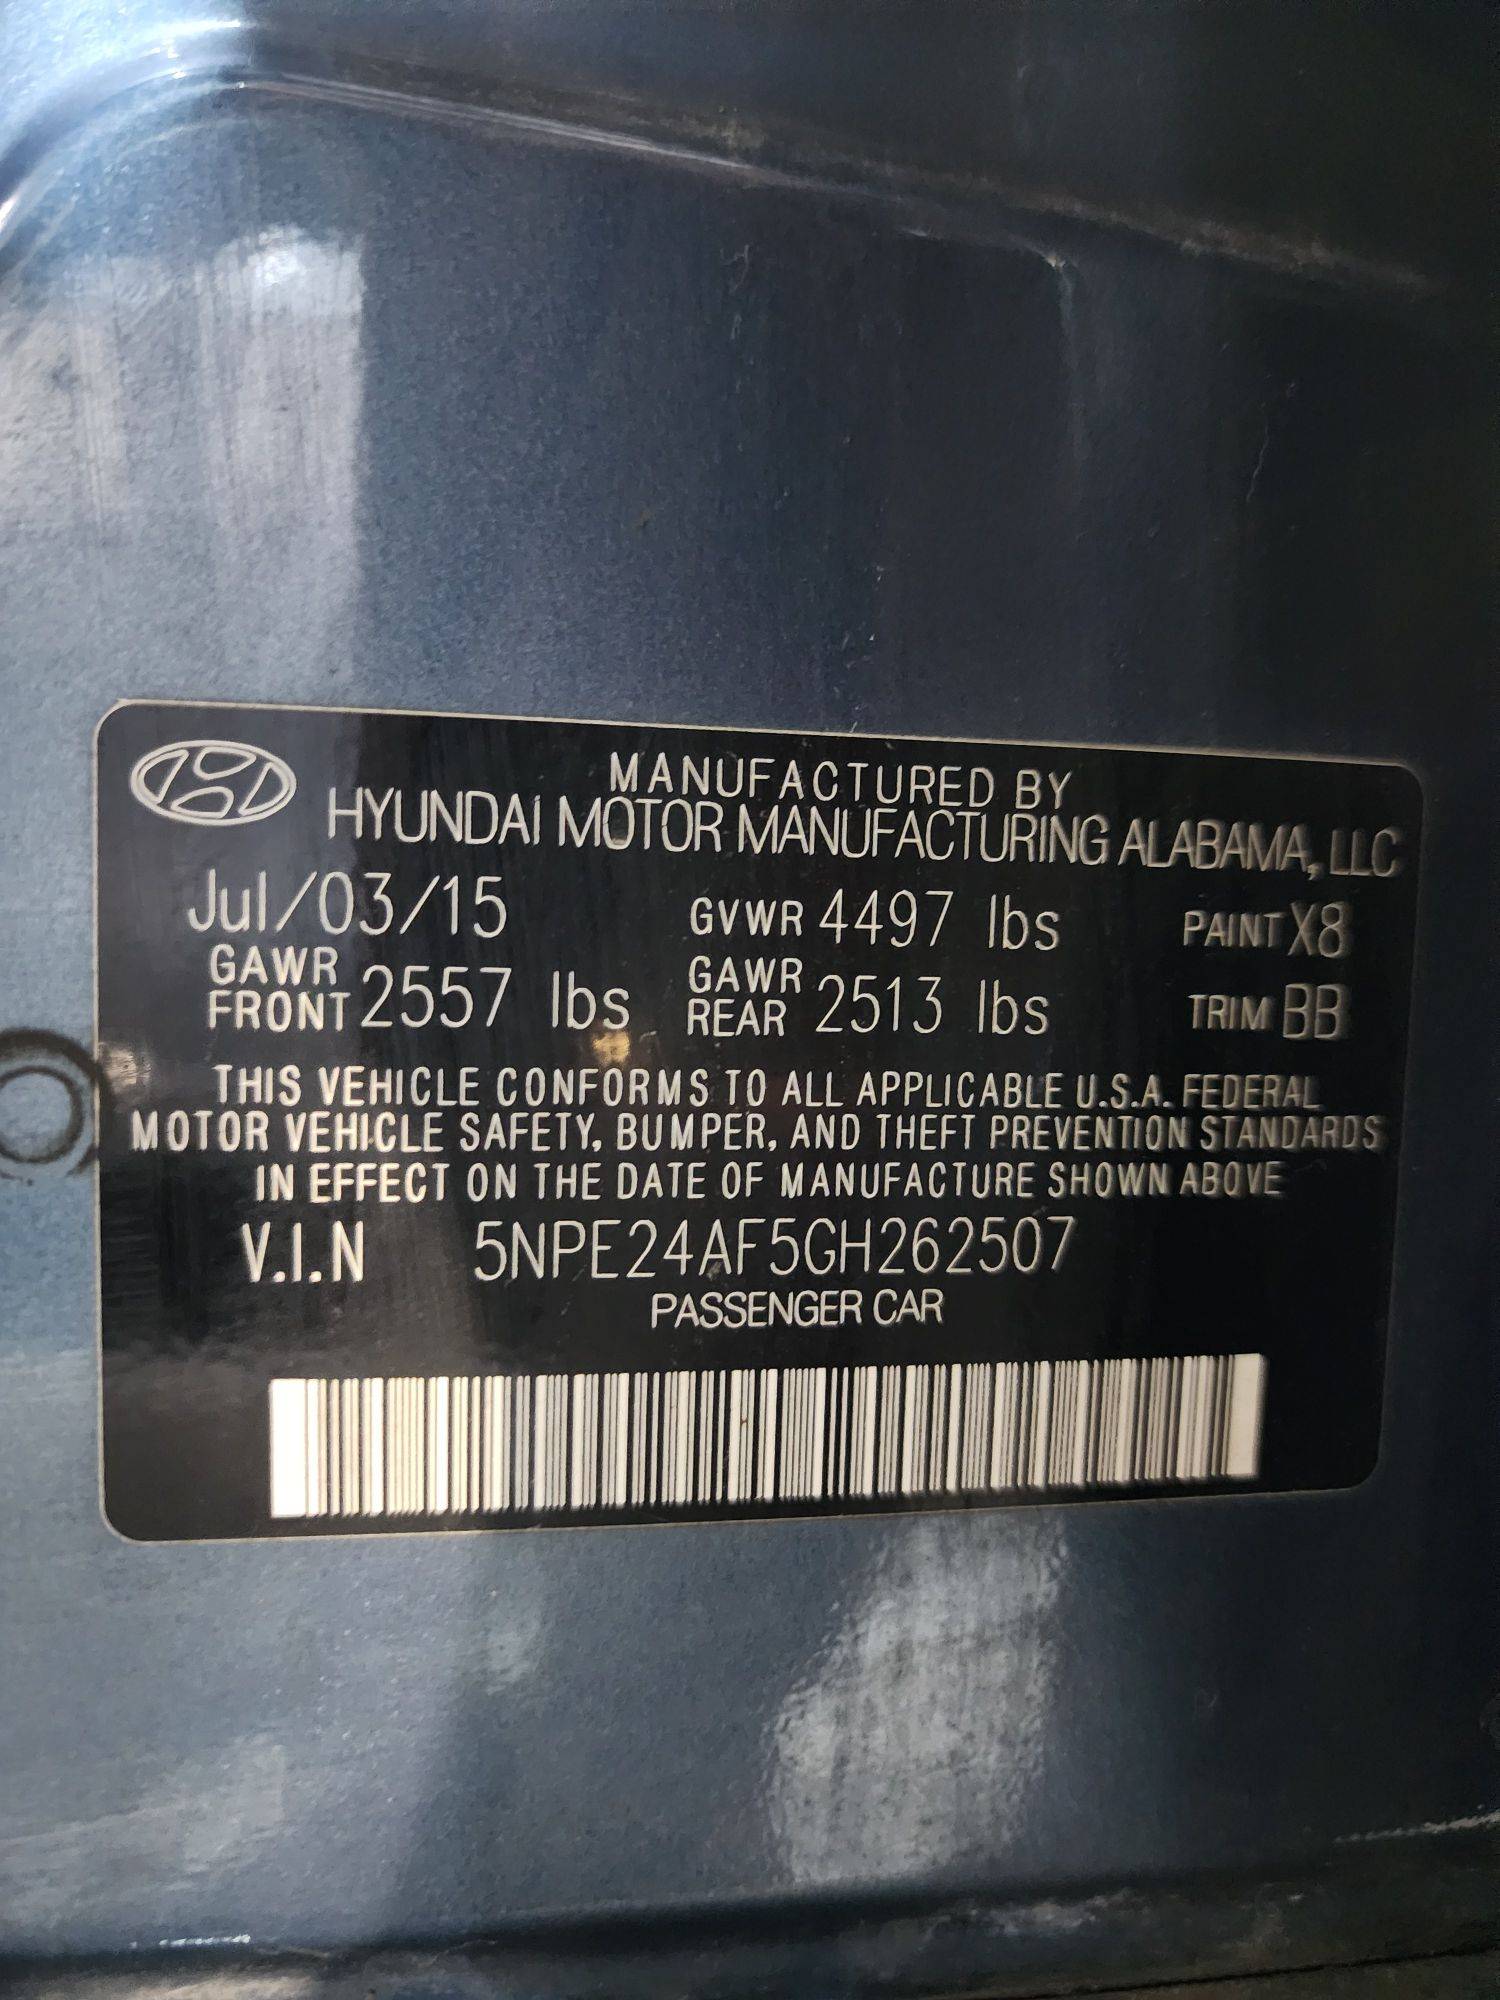 MANUFACTURED BY
HYUNDAI MOTOR MANUFACTURING ALABAMA, LLC
Jul/03/15 GVWR 4497 lbs PAINT X8
GAWR FRONT 2557 lbs GAWR REAR 2513 lbs TRIM BB
THIS VEHICLE CONFORMS TO ALL APPLICABLE U.S.A. FEDERAL
MOTOR VEHICLE SAFETY, BUMPER, AND THEFT PREVENTION STANDARDS
IN EFFECT ON THE DATE OF MANUFACTURE SHOWN ABOVE
V.I.N 5NPE24AF5GH262507
PASSENGER CAR